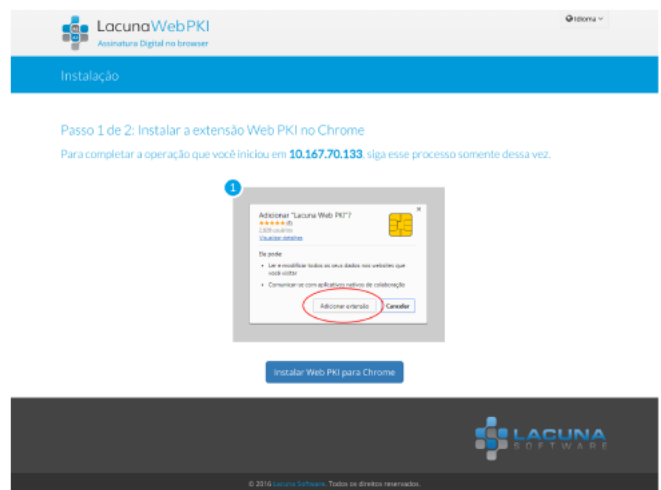 LacunaWebPKI
Assinatura Digital no browser
Idioma
Instalação
Passo 1 de 2: Instalar a extensão Web PKI no Chrome
Para completar a operação que você iniciou em 10.167.70.133, siga esse processo somente dessa vez.
1
Adicionar "Lacuna Web PKI"?
usuários
Visualizar detalhes
Ele pode:
• Ler e modificar todos os seus dados nos websites que
você visitar
• Comunicar-se com aplicativos nativos de colaboração
Adicionar extensão Cancelar
Instalar Web PKI para Chrome
LACUNA
SOFTWARE
© 2016 Lacuna Software. Todos os direitos reservados.